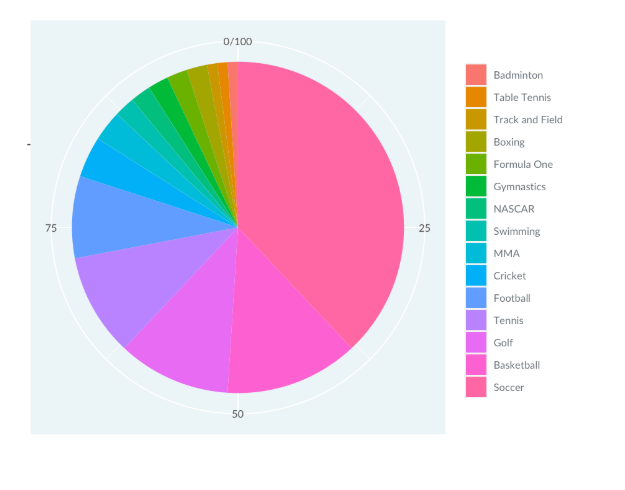 0/100
25
50
75
Badminton
Table Tennis
Track and Field
Boxing
Formula One
Gymnastics
NASCAR
Swimming
MMA
Cricket
Football
Tennis
Golf
Basketball
Soccer